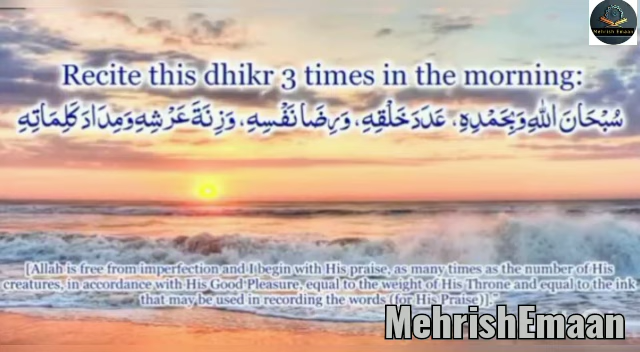 Mehrish Emaan
Recite this dhikr 3 times in the morning:
سُبْحَانَ اللهِ وَبِحَمْدِهِ، عَدَدَ خَلْقِهِ، وَرِضَا نَفْسِهِ، وَزِنَةَ عَرْشِهِ وَمِدَادَ كَلِمَاتِهِ
[Allah is free from imperfection and I begin with His praise, as many times as the number of His
creatures, in accordance with His Good Pleasure, equal to the weight of His Throne and equal to the ink
that may be used in recording the words (for His Praise)]."
MehrishEmaan